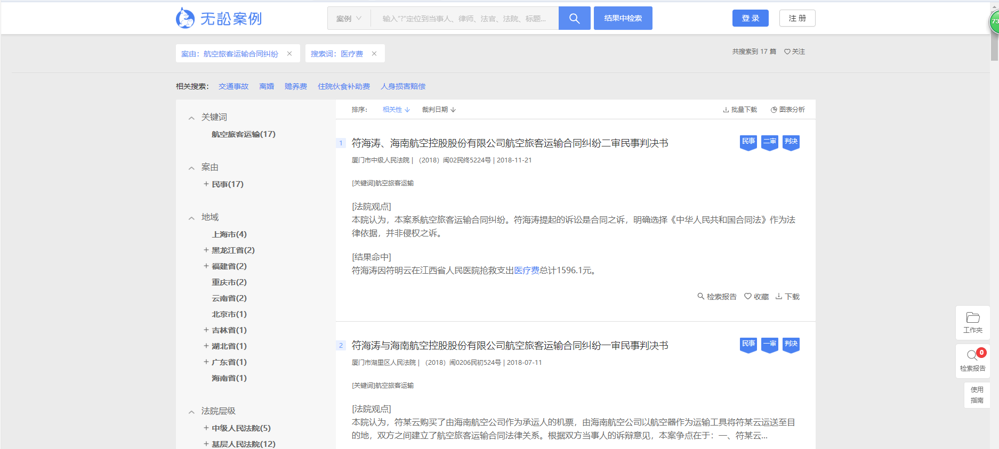 无訟案例
案例
输入"?"定位到当事人、律师、法官、法院、标题...
结果中检索
登 录
注 册
73
案由：航空旅客运输合同纠纷 ×
搜索词：医疗费 ×
共搜索到 17 篇
关注
相关搜索： 交通事故 离婚 赡养费 住院伙食补助费 人身损害赔偿
关键词
航空旅客运输(17)
案由
+ 民事(17)
地域
上海市(4)
+ 黑龙江省(2)
+ 福建省(2)
重庆市(2)
云南省(2)
北京市(1)
+ 吉林省(1)
+ 湖北省(1)
+ 广东省(1)
海南省(1)
法院层级
+ 中级人民法院(5)
+ 基层人民法院(12)
排序： 相关性 ↓ 裁判日期 ↓
批量下载 图表分析
1 符海涛、海南航空控股股份有限公司航空旅客运输合同纠纷二审民事判决书
民事 二审 判决
厦门市中级人民法院 | （2018）闽02民终5224号 | 2018-11-21
[关键词]航空旅客运输
[法院观点]
本院认为，本案系航空旅客运输合同纠纷。符海涛提起的诉讼是合同之诉，明确选择《中华人民共和国合同法》作为法
律依据，并非侵权之诉。
[结果命中]
符海涛因符明云在江西省人民医院抢救支出医疗费总计1596.1元。
检索报告 收藏 下载
2 符海涛与海南航空控股股份有限公司航空旅客运输合同纠纷一审民事判决书
民事 一审 判决
厦门市湖里区人民法院 | （2018）闽0206民初524号 | 2018-07-11
[关键词]航空旅客运输
[法院观点]
本院认为，符某云购买了由海南航空公司作为承运人的机票，由海南航空公司以航空器作为运输工具将符某云运送至目
的地，双方之间建立了航空旅客运输合同法律关系。根据双方当事人的诉辩意见，本案争点在于：一、符某云...
工作夹
0
检索报告
使用
指南